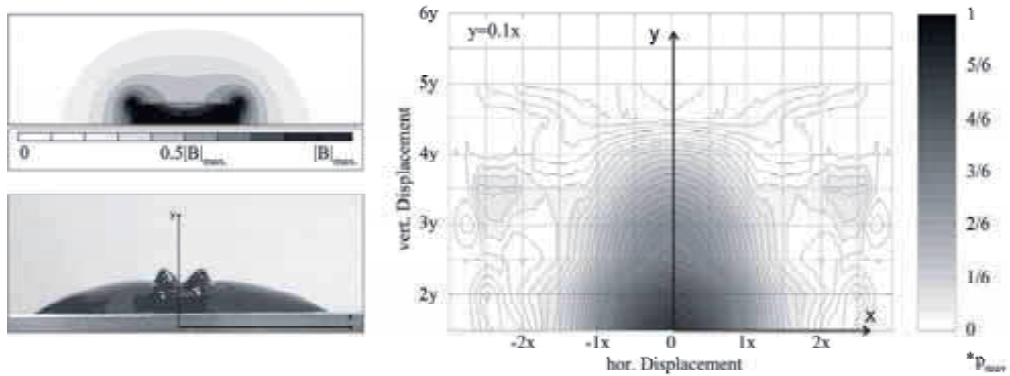 0 0.5|B|max. |B|max.
y
y=0.1x
y
6y
5y
4y
3y
2y
vert. Displacement
-2x -1x 0 1x 2x
x
hor. Displacement
1
5/6
4/6
3/6
2/6
1/6
0
*pmax